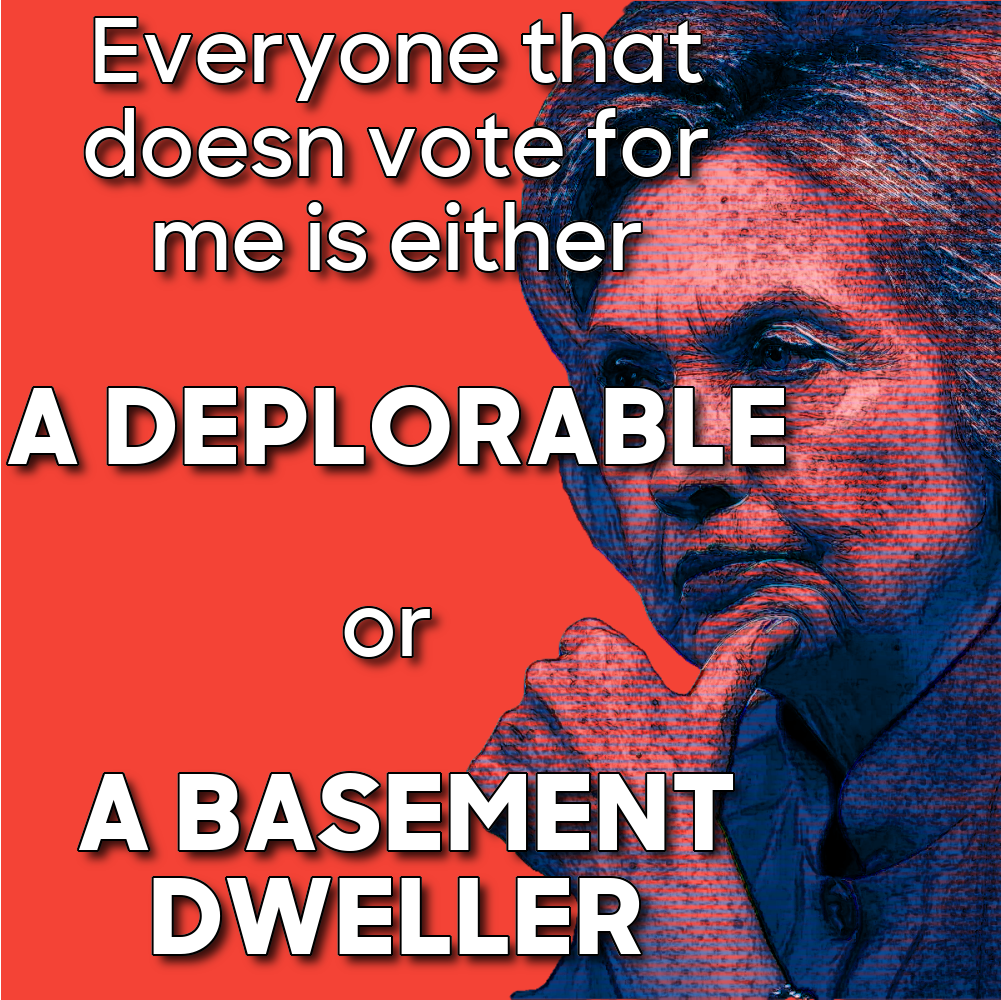 Everyone that
doesn vote for
me is either
A DEPLORABLE
or
A BASEMENT
DWELLER